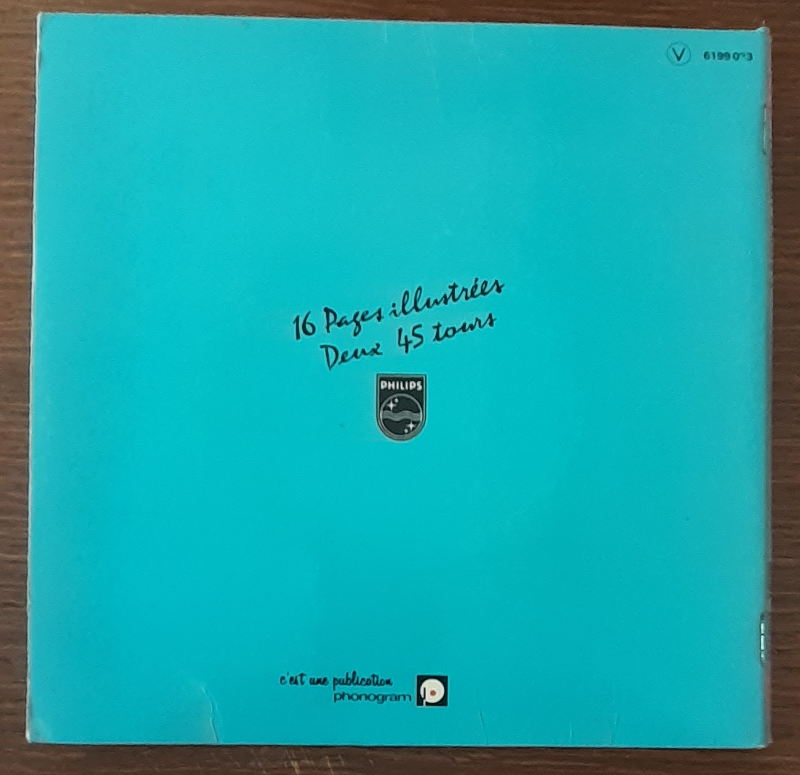 V
16 Pages illustrées
Deux 45 tours
PHILIPS
c'est une publication
phonogram